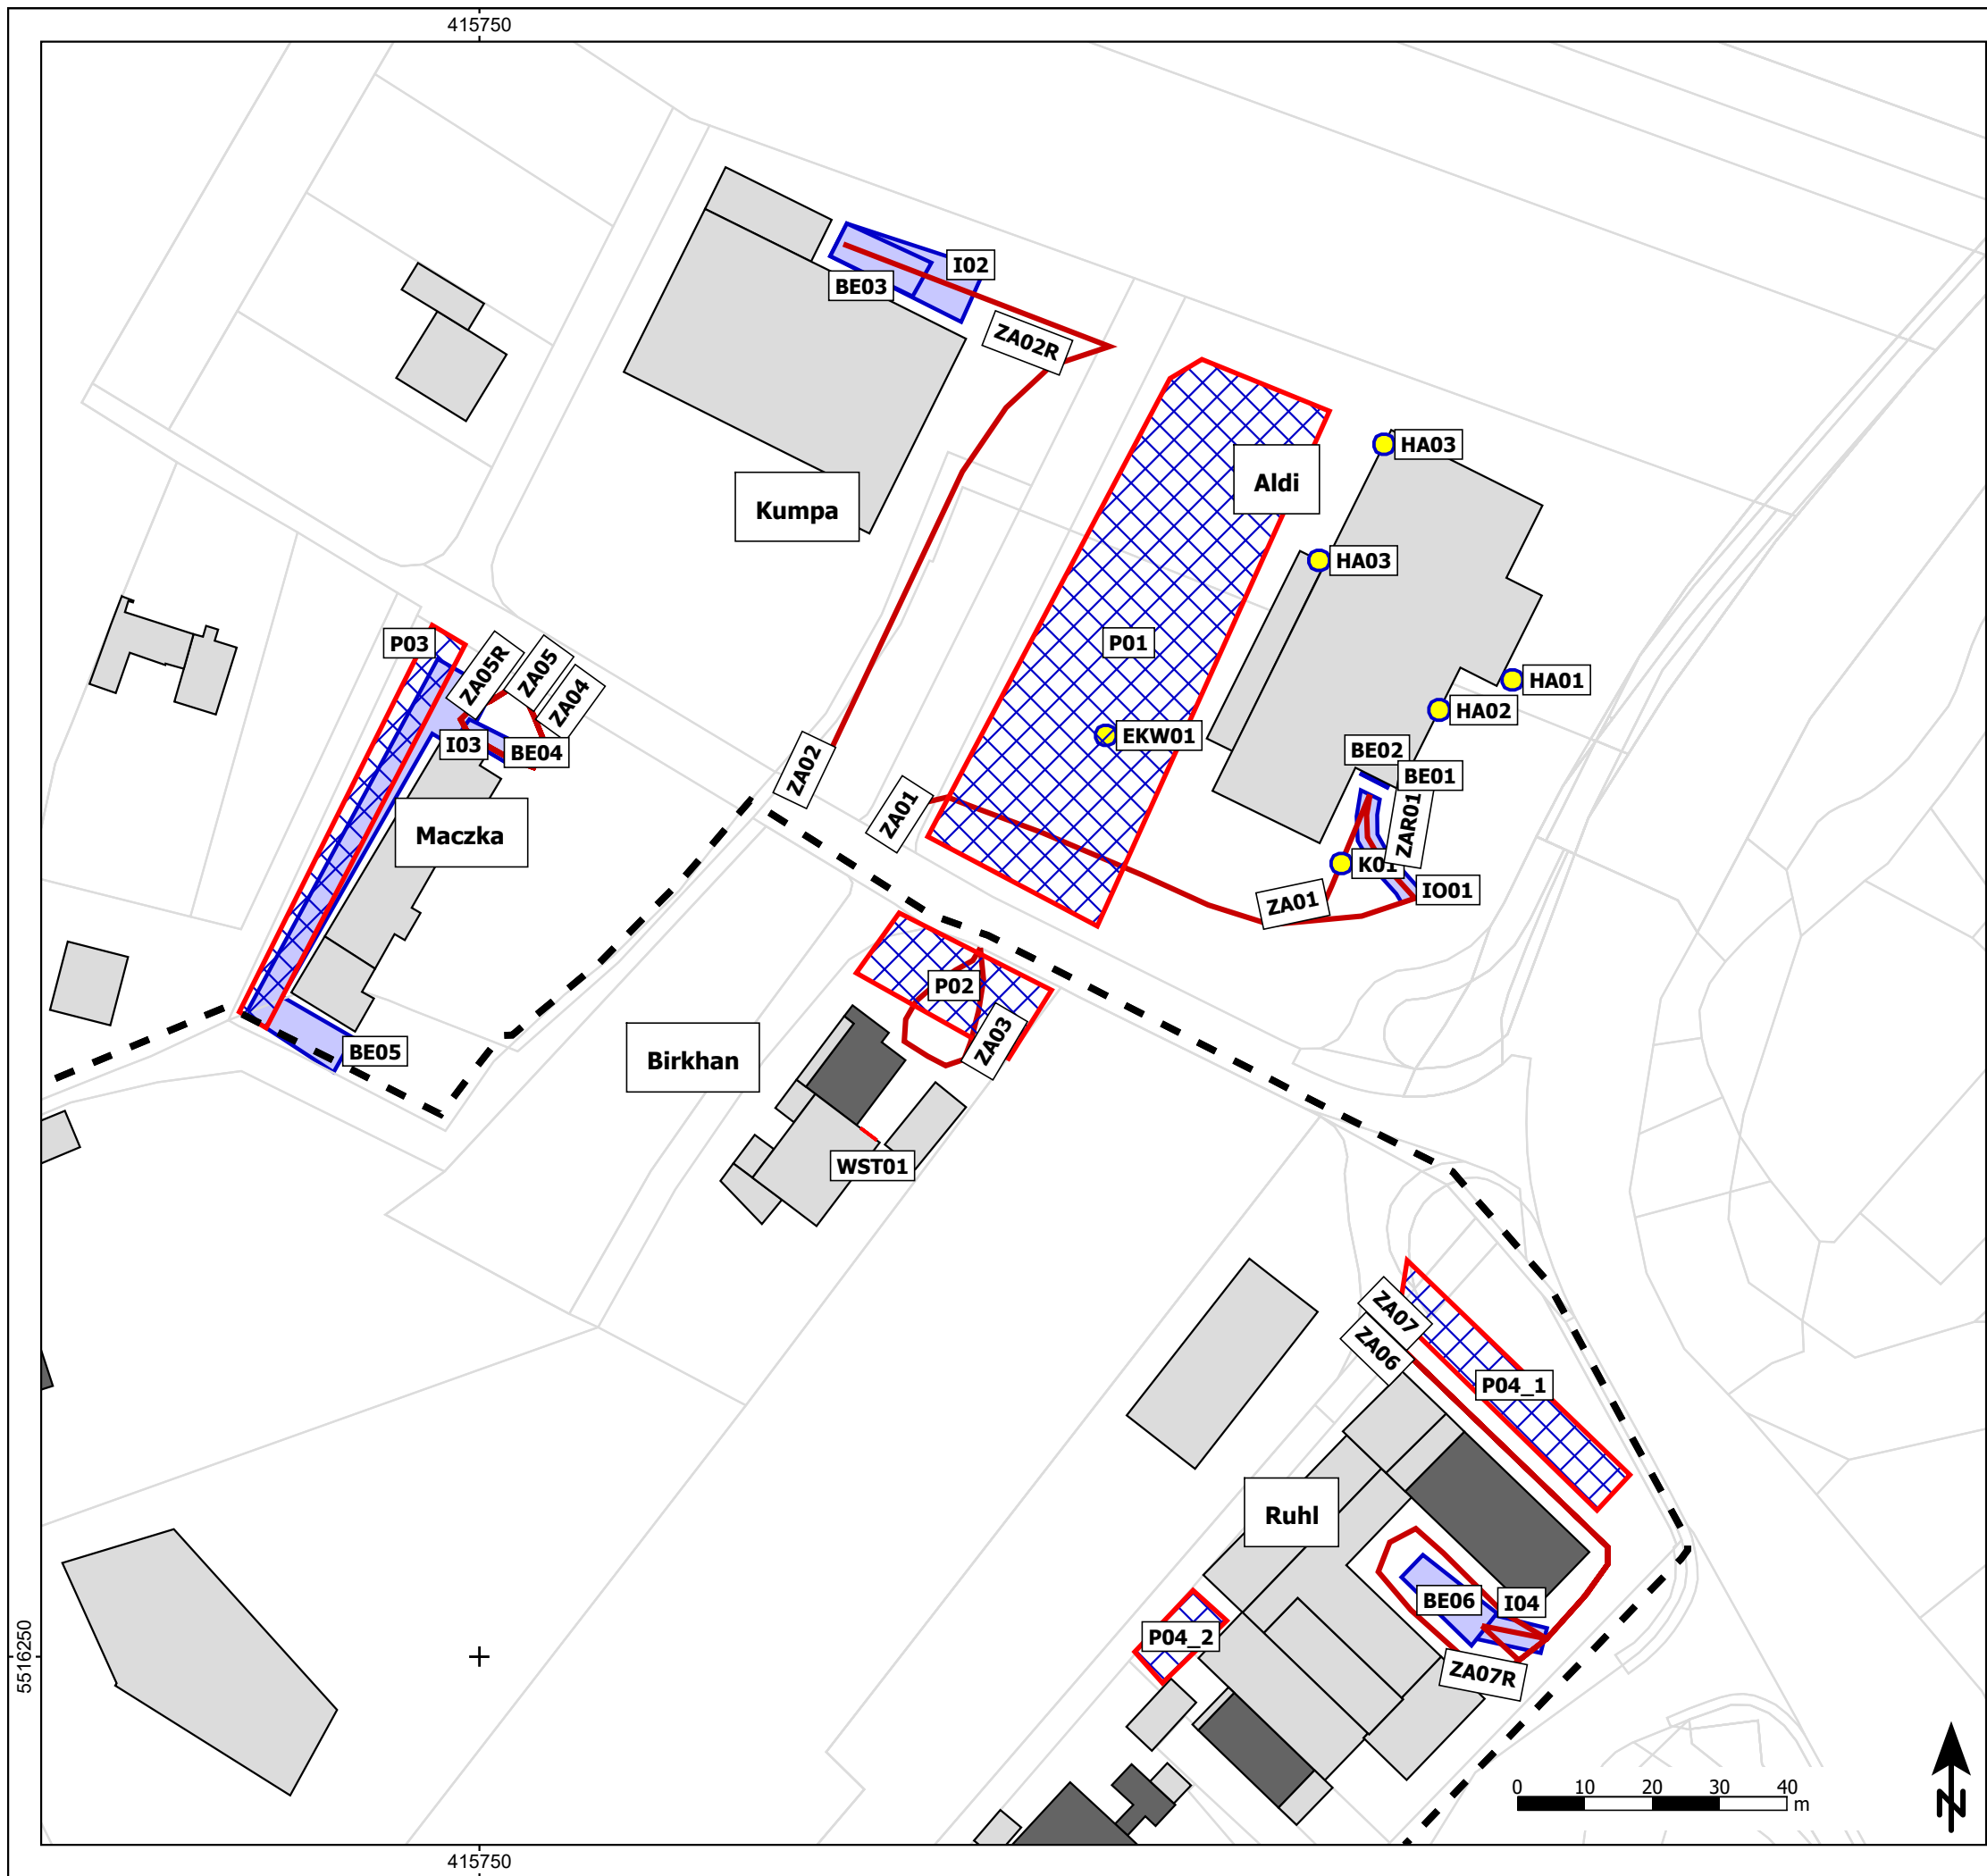 415750
I02
BE03
ZA02R
HA03
Aldi
Kumpa
HA03
P03
P01
ZA05R
ZA05
ZA04
HA01
HA02
EKW01
I03
BE04
BE02
BE01
ZA02
ZA01
ZAR01
Maczka
K01
IO01
ZA01
P02
ZA03
BE05
Birkhan
WST01
ZA07
ZA06
P04_1
Ruhl
BE06
I04
P04_2
ZA07R
5516250
0 10 20 30 40
m
N
415750